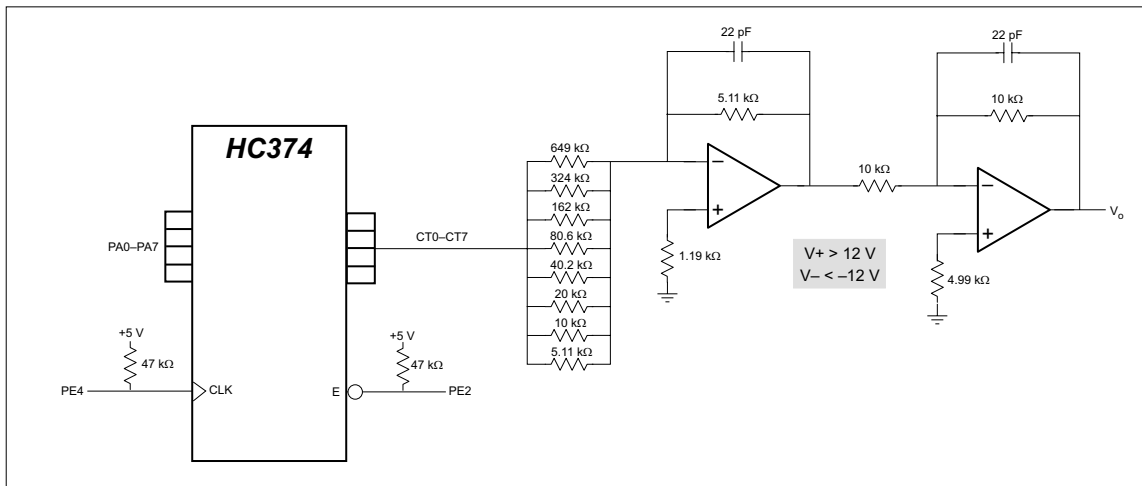 22 pF
22 pF
5.11 kΩ
10 kΩ
HC374
649 kΩ
324 kΩ
162 kΩ
80.6 kΩ
40.2 kΩ
20 kΩ
10 kΩ
5.11 kΩ
10 kΩ
–
+
–
+
PA0–PA7
CT0–CT7
Vo
1.19 kΩ
V+ > 12 V
V– < –12 V
4.99 kΩ
+5 V
47 kΩ
+5 V
47 kΩ
PE4
CLK
E
PE2